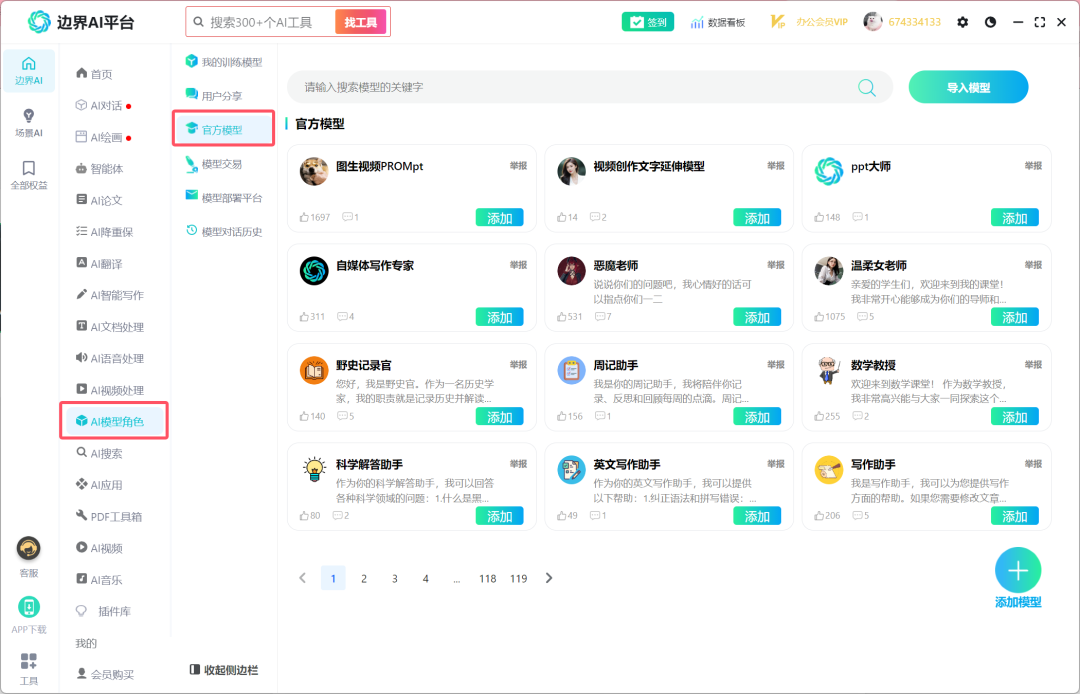 边界AI平台
搜索300+个AI工具
找工具
签到
数据看板
办公会员VIP
674334133
边界AI
场景AI
全部权益
客服
APP下载
工具
首页
AI对话
AI绘画
智能体
AI论文
AI降重保
AI翻译
AI智能写作
AI文档处理
AI语音处理
AI视频处理
AI模型角色
AI搜索
AI应用
PDF工具箱
AI视频
AI音乐
插件库
我的
会员购买
我的训练模型
用户分享
官方模型
模型交易
模型部署平台
模型对话历史
收起侧边栏
请输入搜索模型的关键字
导入模型
官方模型
图生视频PROMpt
举报
1697
1
添加
视频创作文字延伸模型
举报
14
2
添加
ppt大师
举报
148
1
添加
自媒体写作专家
举报
311
4
添加
恶魔老师
举报
说说你们的问题吧，我心情好的话可
以指点你们一二
531
7
添加
温柔女老师
举报
亲爱的学生们，欢迎来到我的课堂！
我非常开心能够成为你们的导师和...
1075
5
添加
野史记录官
举报
您好，我是野史官。作为一名历史学
家，我的职责就是记录历史并解读...
140
5
添加
周记助手
举报
我是你的周记助手，我将陪伴你记
录、反思和回顾每周的点滴。周记...
156
1
添加
数学教授
举报
欢迎来到数学课堂！ 作为数学教授，
我非常高兴能与大家一同探索这个...
255
2
添加
科学解答助手
举报
作为你的科学解答助手，我可以回答
各种科学领域的问题：1.什么是黑...
80
2
添加
英文写作助手
举报
作为你的英文写作助手，我可以提供
以下帮助：1.纠正语法和拼写错误：...
49
1
添加
写作助手
举报
我是写作助手，我可以为您提供写作
方面的帮助。如果您需要修改文章...
206
5
添加
1 2 3 4 ... 118 119
添加模型